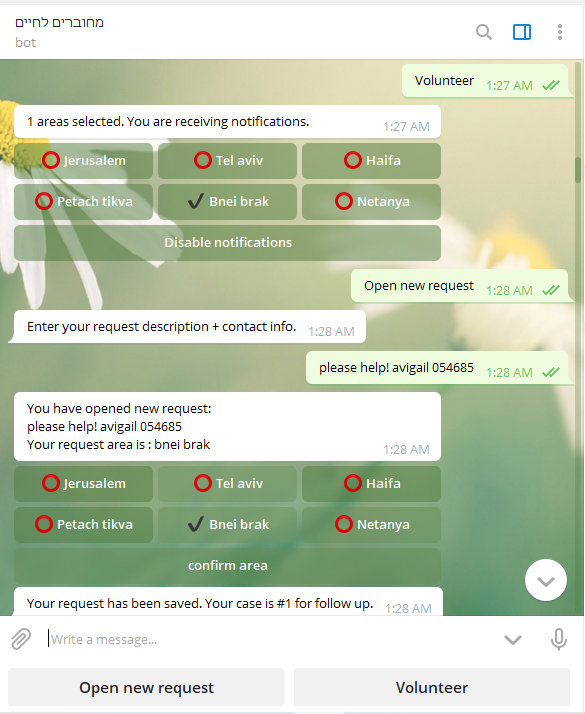 מחוברים לחיים
bot
Volunteer 1:27 AM
1 areas selected. You are receiving notifications. 1:27 AM
Jerusalem Tel aviv Haifa
Petach tikva Bnei brak Netanya
Disable notifications
Open new request 1:28 AM
Enter your request description + contact info. 1:28 AM
please help! avigail 054685 1:28 AM
You have opened new request:
please help! avigail 054685
Your request area is : bnei brak 1:28 AM
Jerusalem Tel aviv Haifa
Petach tikva Bnei brak Netanya
confirm area
Your request has been saved. Your case is #1 for follow up. 1:28 AM
Write a message...
Open new request Volunteer